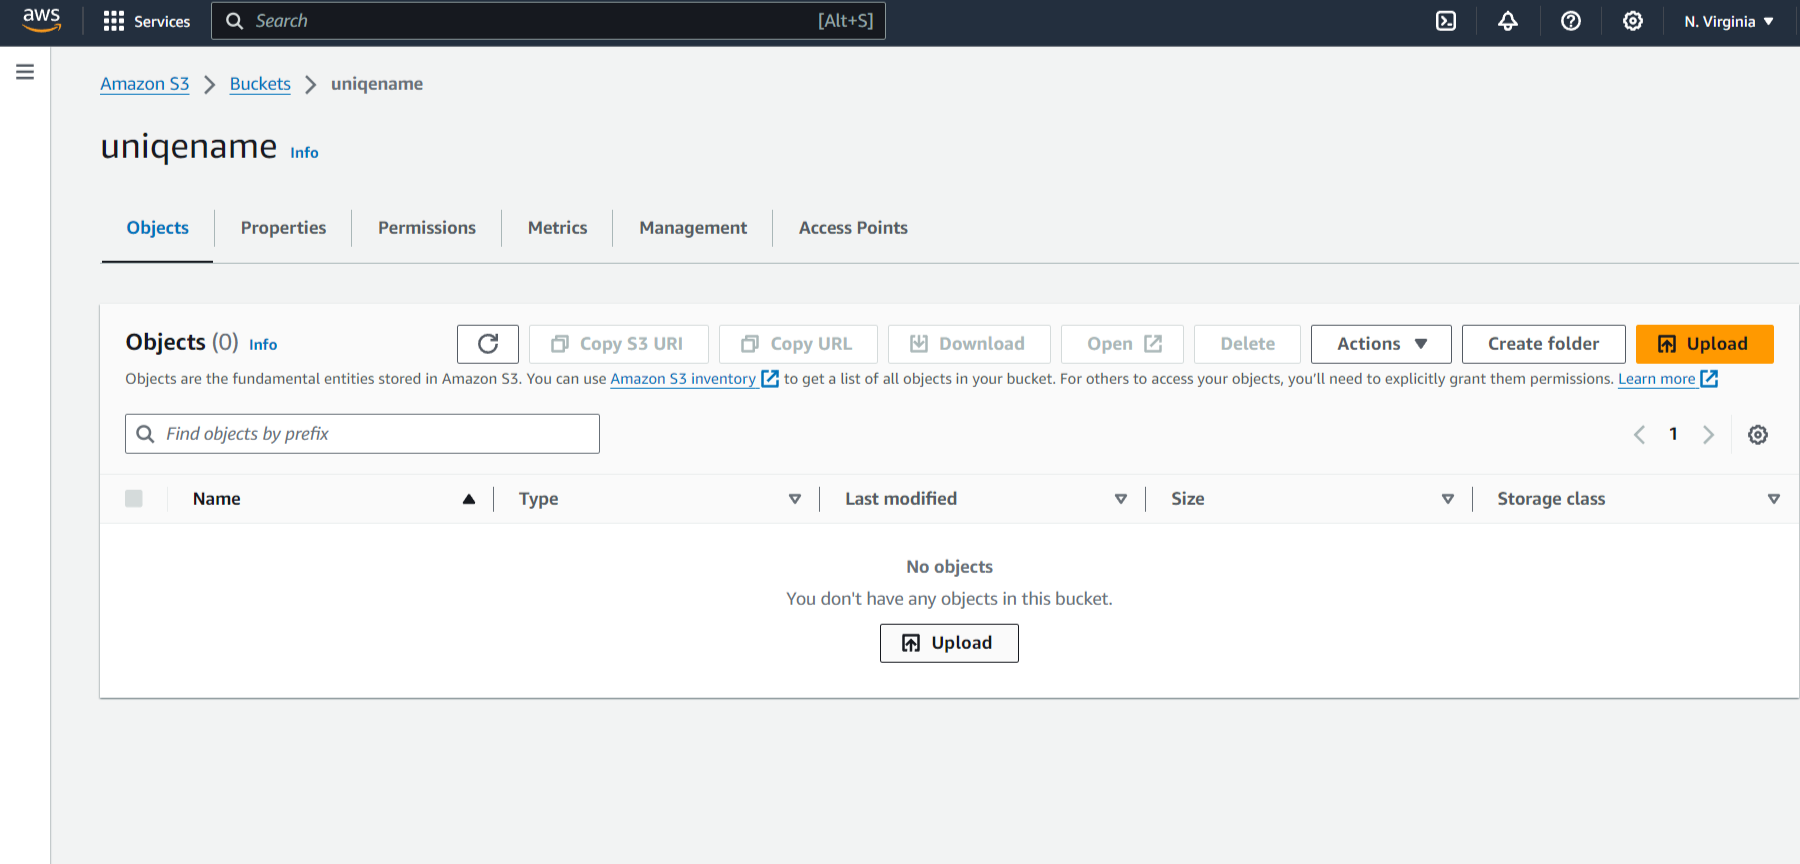 aws Services Search [Alt+S] N. Virginia
Amazon S3 Buckets uniqename
uniqename Info
Objects Properties Permissions Metrics Management Access Points
Objects (0) Info Copy S3 URI Copy URL Download Open Delete Actions Create folder Upload
Objects are the fundamental entities stored in Amazon S3. You can use Amazon S3 inventory to get a list of all objects in your bucket. For others to access your objects, you’ll need to explicitly grant them permissions. Learn more
Find objects by prefix 1
Name Type Last modified Size Storage class
No objects
You don't have any objects in this bucket.
Upload